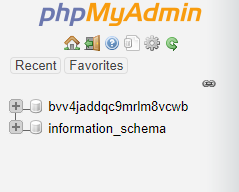 phpMyAdmin
Recent Favorites
bvv4jaddqc9mrlm8vcwb
information_schema